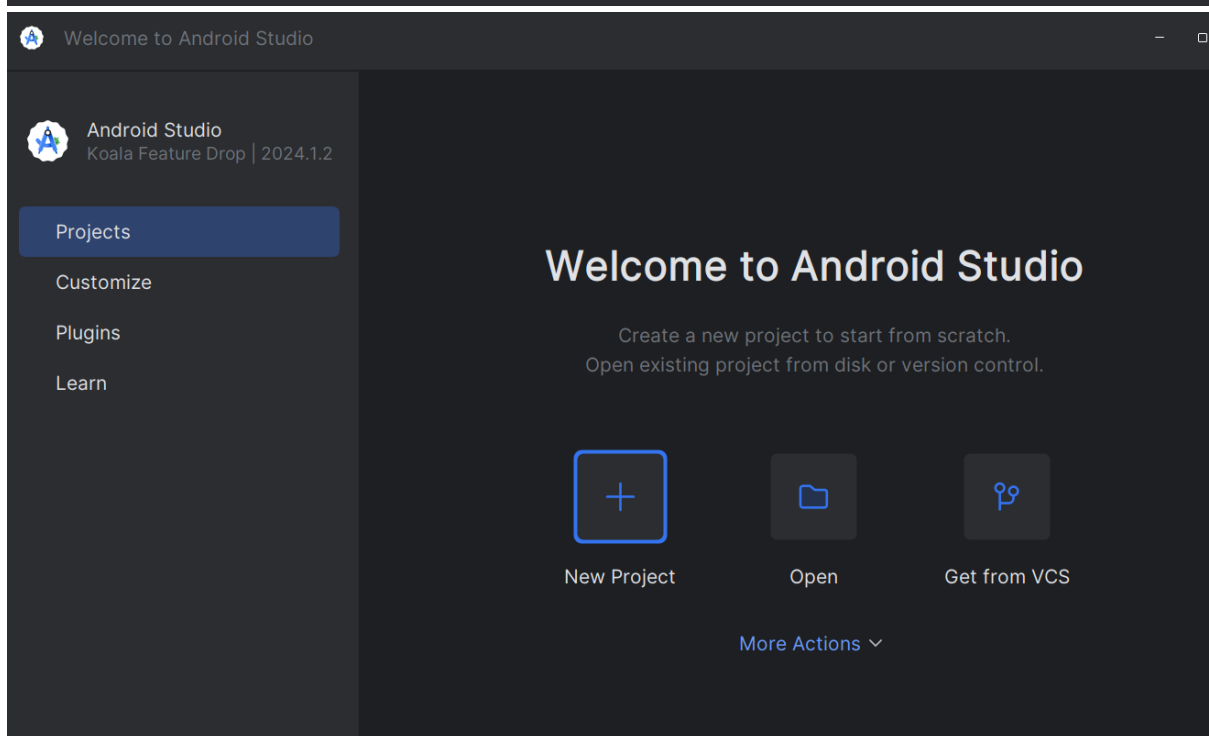 Welcome to Android Studio
Android Studio
Koala Feature Drop | 2024.1.2
Projects
Customize
Plugins
Learn
Welcome to Android Studio
Create a new project to start from scratch.
Open existing project from disk or version control.
New Project
Open
Get from VCS
More Actions